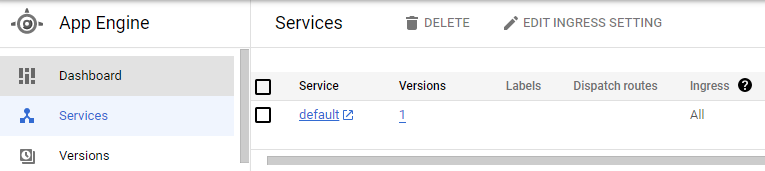 App Engine
Services
DELETE
EDIT INGRESS SETTING
Dashboard
Services
Versions
Service Versions Labels Dispatch routes Ingress ?
default 1 All